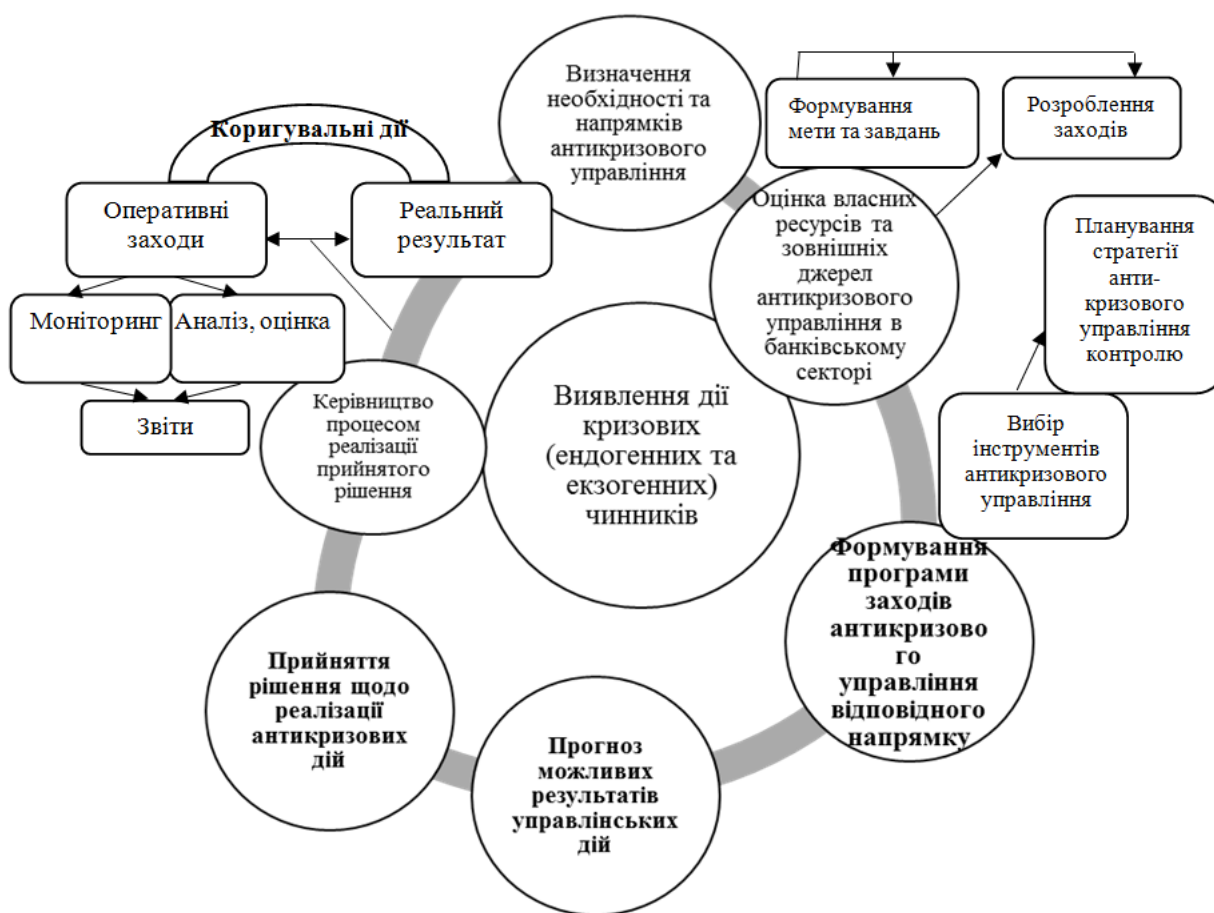 Визначення
необхідності та
напрямків
антикризового
управління
Формування
мети та завдань
Розроблення
заходів
Коригувальні дії
Оперативні
заходи
Реальний
результат
Оцінка власних
ресурсів та
зовнішніх
джерел
антикризового
управління в
банківському
секторі
Планування
стратегії
анти-
кризового
управління
контролю
Моніторинг
Аналіз, оцінка
Звіти
Керівництво
процесом
реалізації
прийнятого
рішення
Виявлення дії
кризових
(ендогенних та
екзогенних)
чинників
Вибір
інструментів
антикризового
управління
Формування
програми
заходів
антикризово
го
управління
відповідного
напрямку
Прийняття
рішення щодо
реалізації
антикризових
дій
Прогноз
можливих
результатів
управлінських
дій